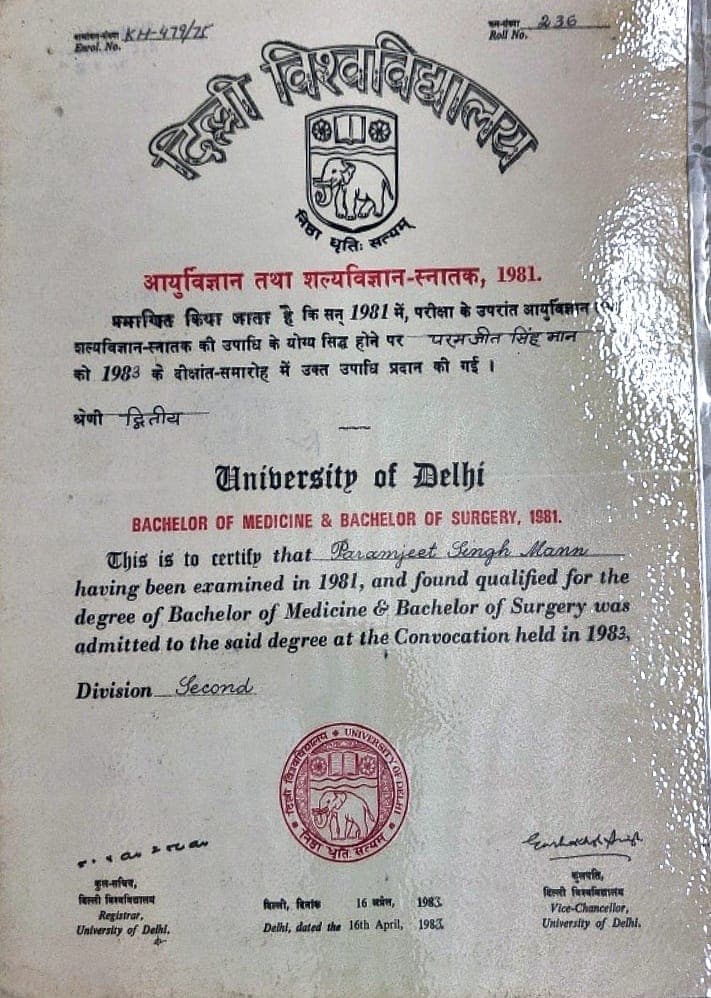 नामांकन-संख्या KH-479/75
Enrol. No.
क्रम-संख्या 236
Roll No.
दिल्ली विश्वविद्यालय
निष्ठा धृतिः सत्यम्
आयुर्विज्ञान तथा शल्यविज्ञान-स्नातक, 1981.
प्रमाणित किया जाता है कि सन् 1981 में, परीक्षा के उपरांत आयुर्विज्ञान
शल्यविज्ञान-स्नातक की उपाधि के योग्य सिद्ध होने पर परमजीत सिंह मान
को 1983 के दीक्षांत-समारोह में उक्त उपाधि प्रदान की गई ।
श्रेणी द्वितीय
University of Delhi
BACHELOR OF MEDICINE & BACHELOR OF SURGERY, 1981.
This is to certify that Paramjeet Singh Mann
having been examined in 1981, and found qualified for the
degree of Bachelor of Medicine & Bachelor of Surgery was
admitted to the said degree at the Convocation held in 1983,
Division Second
दिल्ली विश्वविद्यालय UNIVERSITY OF DELHI
निष्ठा धृतिः सत्यम्
कुल-सचिव,
दिल्ली विश्वविद्यालय
Registrar,
University of Delhi.
दिल्ली, दिनांक 16 अप्रैल, 1983.
Delhi, dated the 16th April, 1983.
कुलपति,
दिल्ली विश्वविद्यालय
Vice-Chancellor,
University of Delhi.